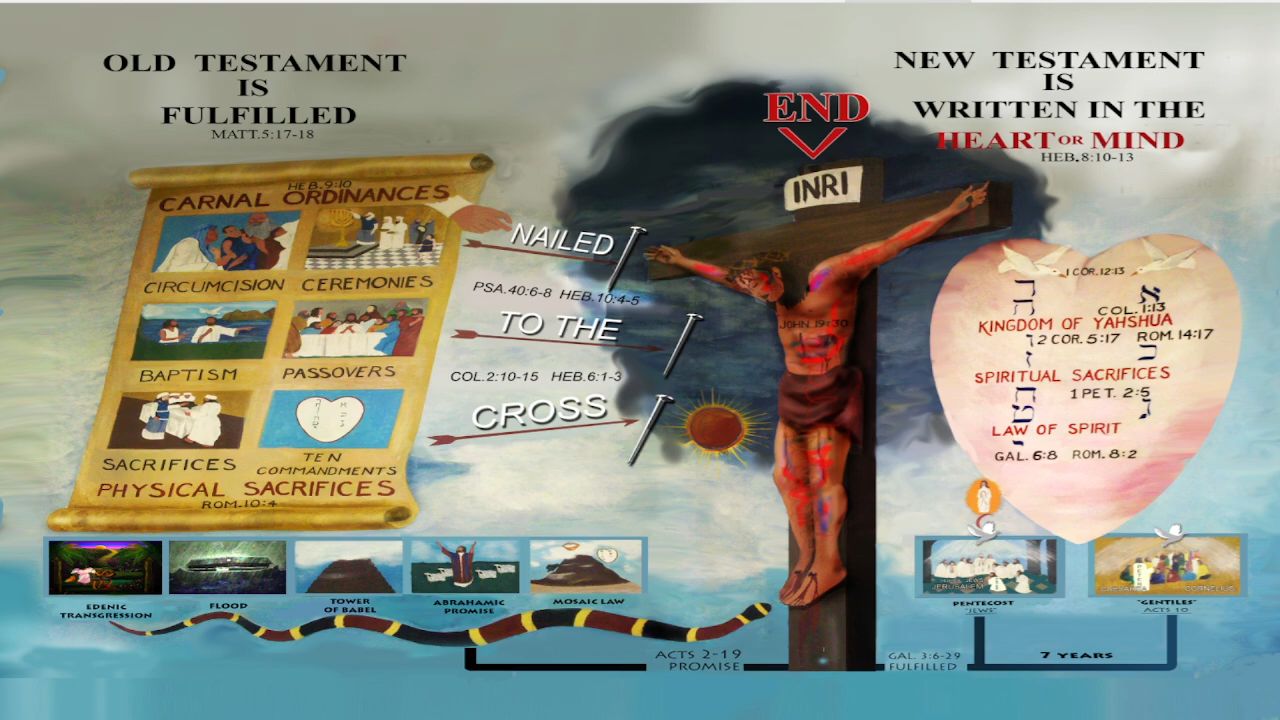 OLD TESTAMENT
IS
FULFILLED
MATT.5:17-18
HEB.9:10
CARNAL ORDINANCES
CIRCUMCISION CEREMONIES
BAPTISM PASSOVERS
SACRIFICES TEN
COMMANDMENTS
PHYSICAL SACRIFICES
ROM.10:4
NAILED
PSA.40:6-8 HEB.10:4-5
TO THE
COL.2:10-15 HEB.6:1-3
CROSS
END
INRI
JOHN 19:30
NEW TESTAMENT
IS
WRITTEN IN THE
HEART OR MIND
HEB.8:10-13
1 COR.12:13
COL.1:13
KINGDOM OF YAHSHUA
2 COR.5:17 ROM.14:17
SPIRITUAL SACRIFICES
1 PET. 2:5
LAW OF SPIRIT
GAL. 6:8 ROM.8:2
EDENIC
TRANSGRESSION
FLOOD
TOWER
OF BABEL
ABRAHAMIC
PROMISE
MOSAIC LAW
JERUSALEM
PENTECOST
"JEWS"
PETER
CORNELIUS
"GENTILES"
ACTS 10
ACTS 2-19
PROMISE
GAL. 3:6-29
FULFILLED
7 YEARS